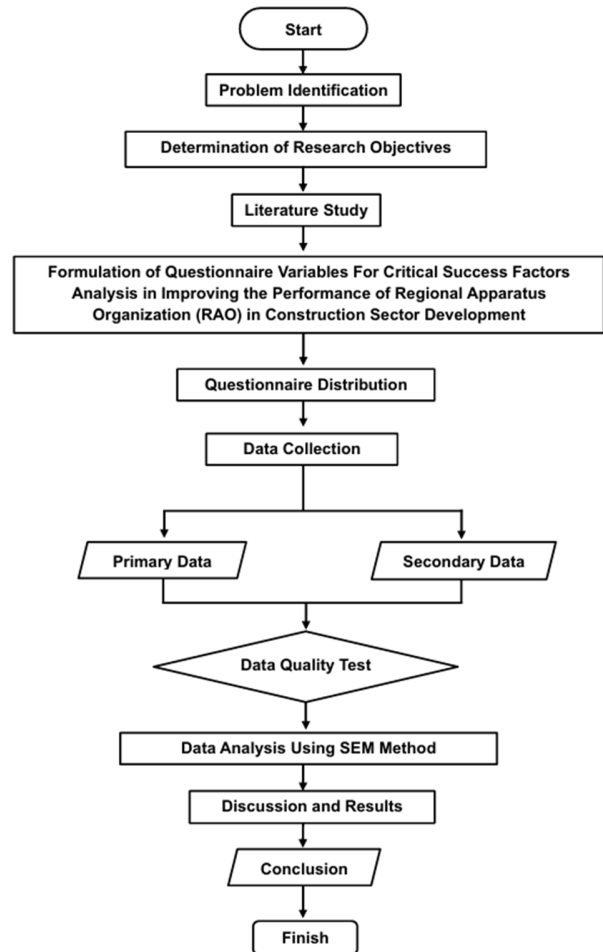 Start
Problem Identification
Determination of Research Objectives
Literature Study
Formulation of Questionnaire Variables For Critical Success Factors
Analysis in Improving the Performance of Regional Apparatus
Organization (RAO) in Construction Sector Development
Questionnaire Distribution
Data Collection
Primary Data
Secondary Data
Data Quality Test
Data Analysis Using SEM Method
Discussion and Results
Conclusion
Finish